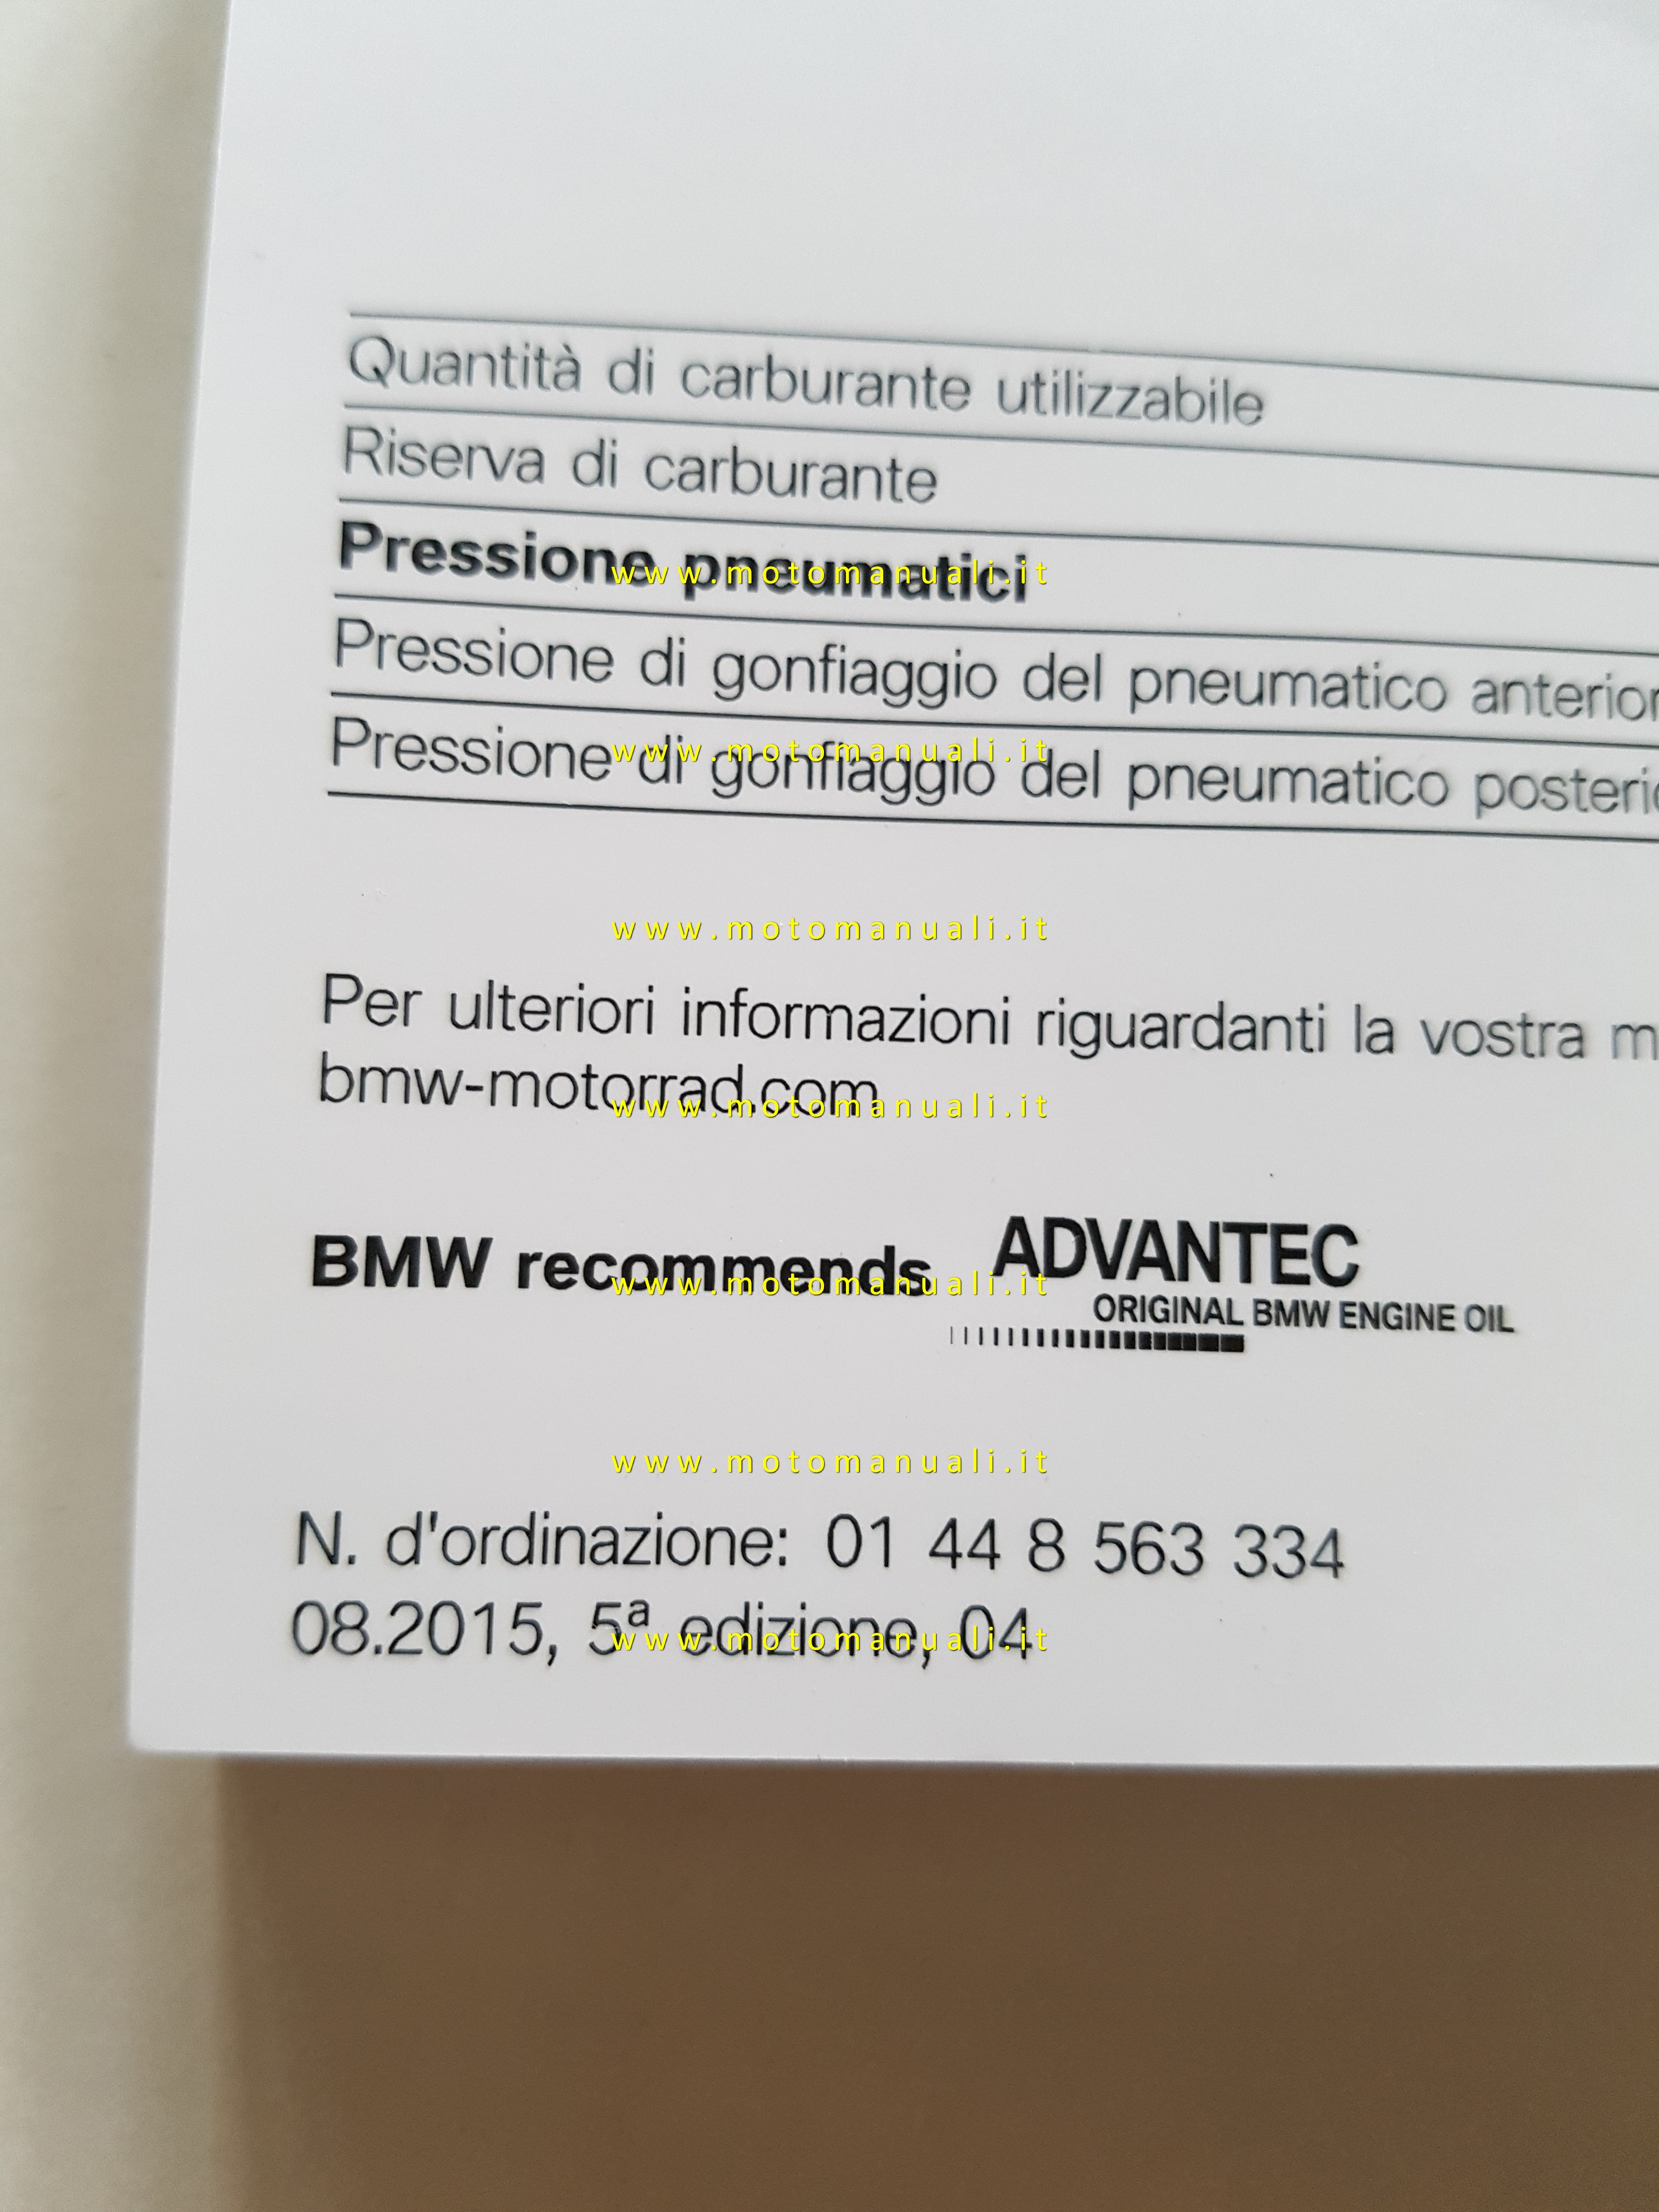 Quantità di carburante utilizzabile
Riserva di carburante
Pressione pneumatici
www.motomanuali.it
Pressione di gonfiaggio del pneumatico
www.motomanuali.it
Pressione di gonfiaggio del pneumatico
www.motomanuali.it
Per ulteriori informazioni riguardanti la vostra
bmw-motorrad.com
www.motomanuali.it
BMW recommends ADVANTEC
www.motomanuali.it
ORIGINAL BMW ENGINE OIL
www.motomanuali.it
N. d'ordinazione: 01 44 8 563 334
08.2015, 5ª edizione, 04
www.motomanuali.it